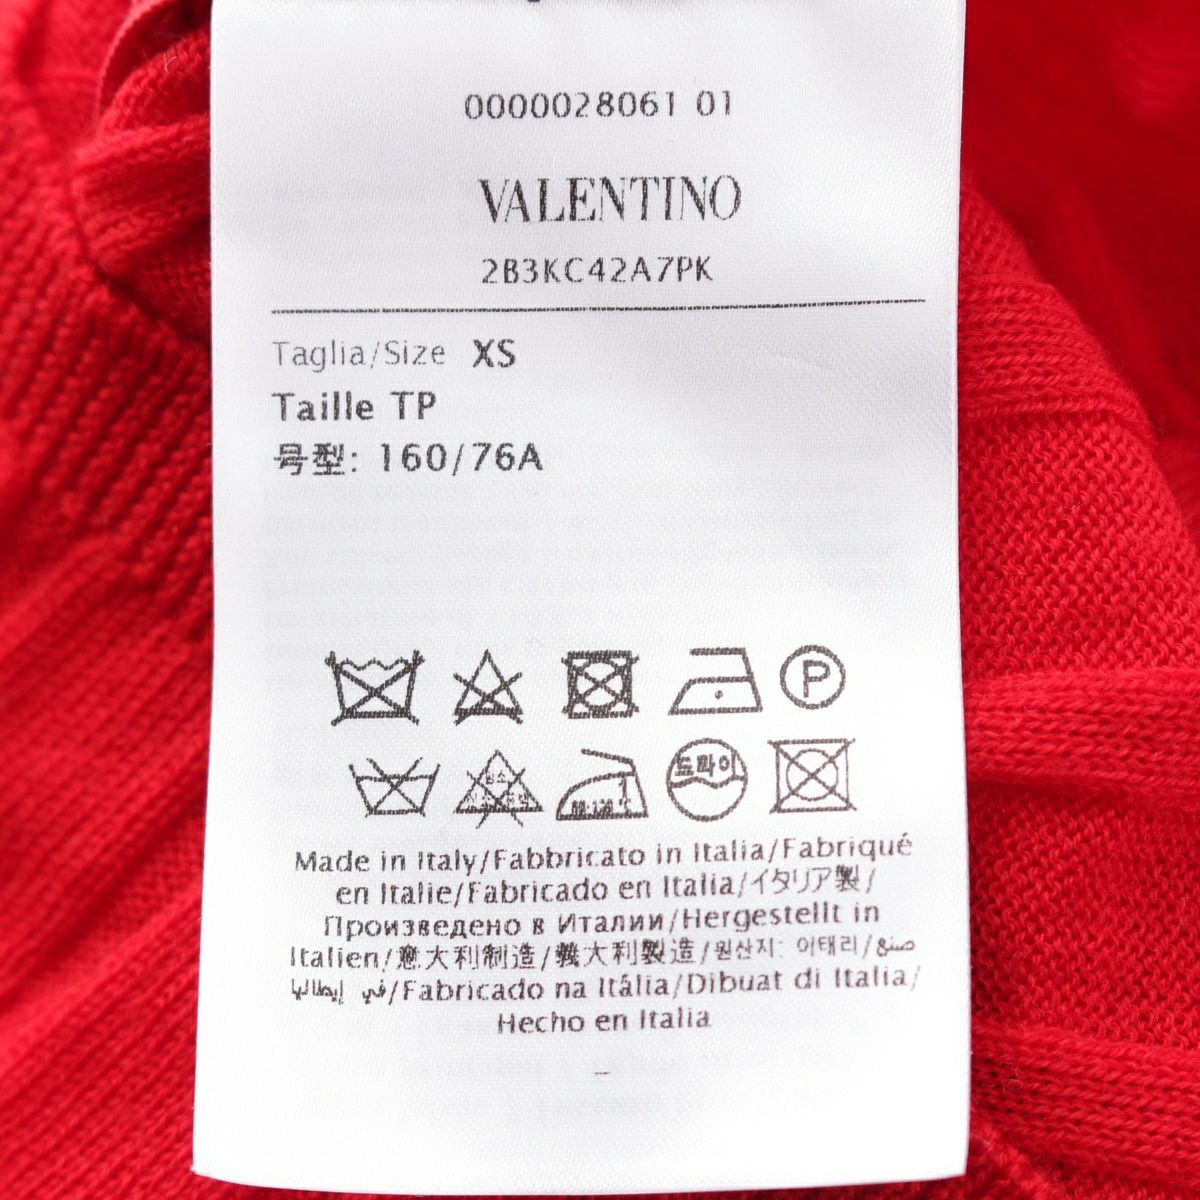 0000028061 01
VALENTINO
2B3KC42A7PK
Taglia/Size XS
Taille TP
号型: 160/76A
P
드라이
Made in Italy/Fabbricato in Italia/Fabriqué
en Italie/Fabricado en Italia/イタリア製/
Произведено в Италии/Hergestellt in
Italien/意大利制造/義大利製造/원산지: 이태리/صنع
في إيطاليا/Fabricado na Itália/Dibuat di Italia/
Hecho en Italia